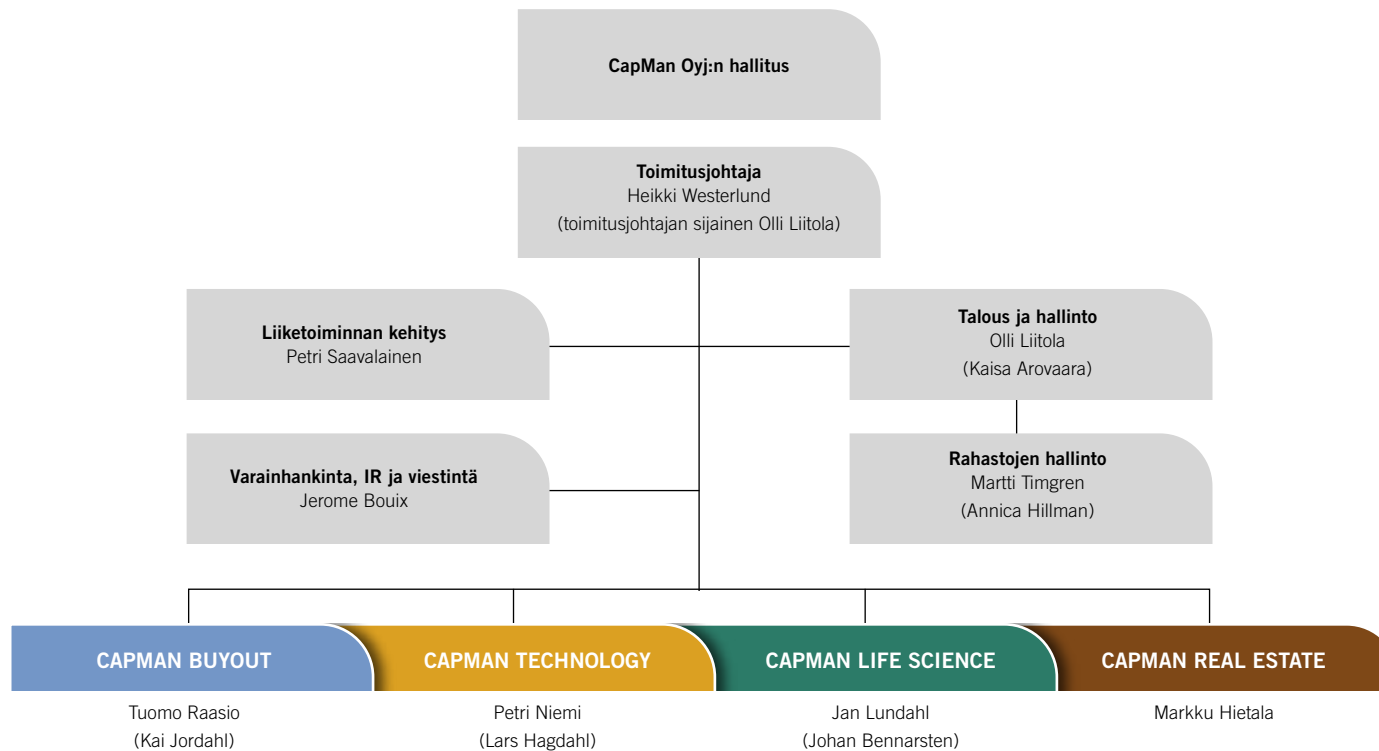 CapMan Oyj:n hallitus
Toimitusjohtaja
Heikki Westerlund
(toimitusjohtajan sijainen Olli Liitola)
Liiketoiminnan kehitys
Petri Saavalainen
Talous ja hallinto
Olli Liitola
(Kaisa Arovaara)
Varainhankinta, IR ja viestintä
Jerome Bouix
Rahastojen hallinto
Martti Timgren
(Annica Hillman)
CAPMAN BUYOUT
Tuomo Raasio
(Kai Jordahl)
CAPMAN TECHNOLOGY
Petri Niemi
(Lars Hagdahl)
CAPMAN LIFE SCIENCE
Jan Lundahl
(Johan Bennarsten)
CAPMAN REAL ESTATE
Markku Hietala